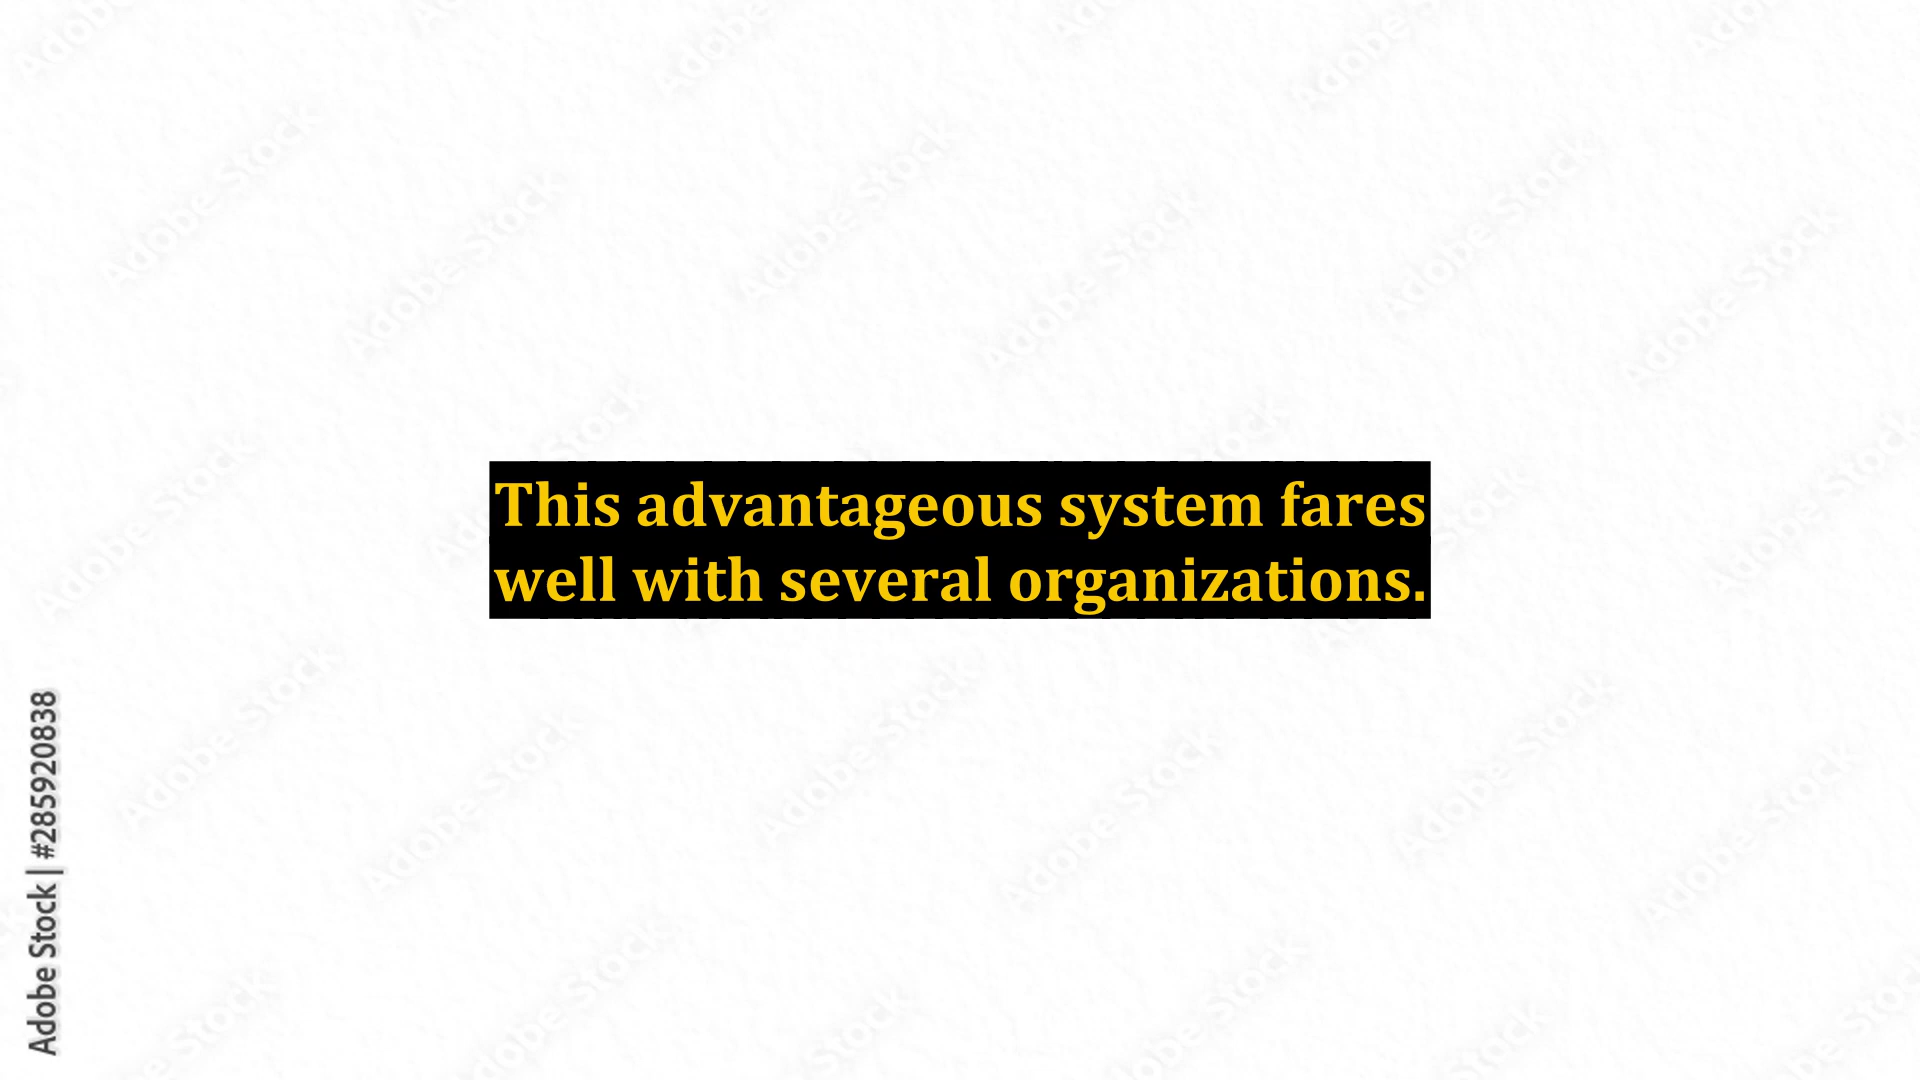 This advantageous system fares
well with several organizations.
Adobe Stock | #285920838